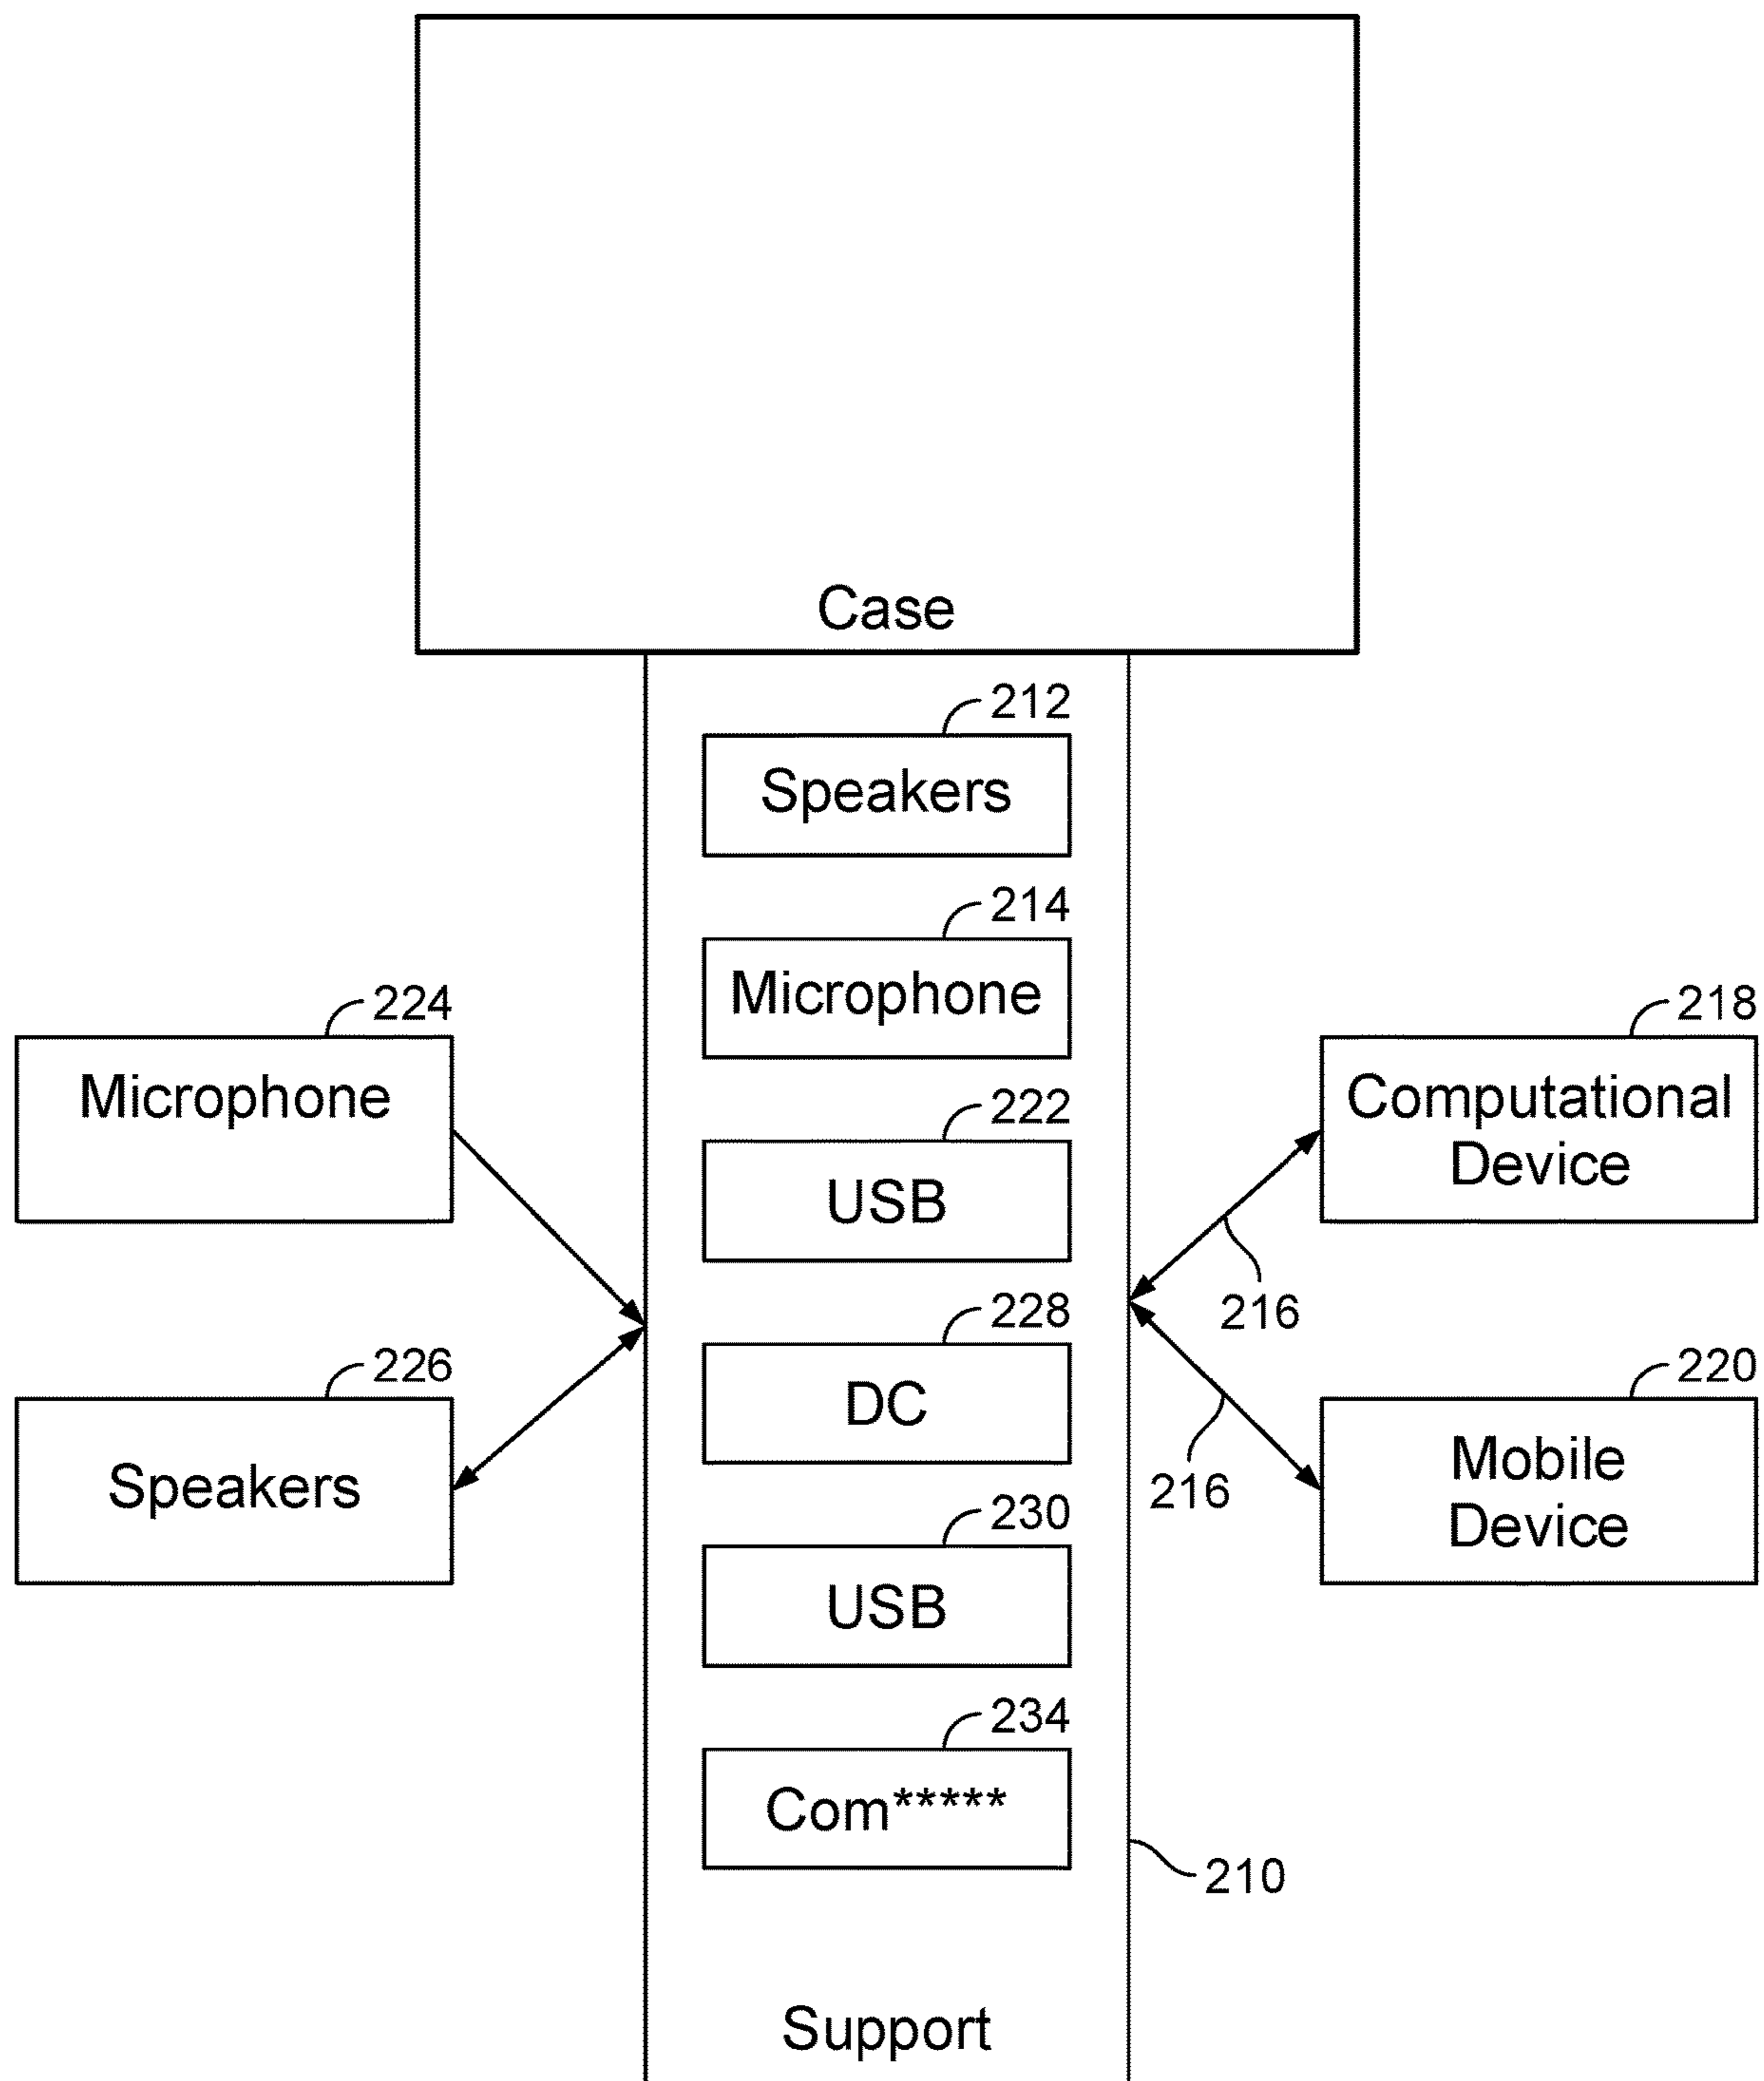 Case
212
Speakers
214
Microphone
224
Microphone
218
Computational
Device
222
USB
216
228
DC
226
Speakers
220
Mobile
Device
216
230
USB
234
Com*****
210
Support